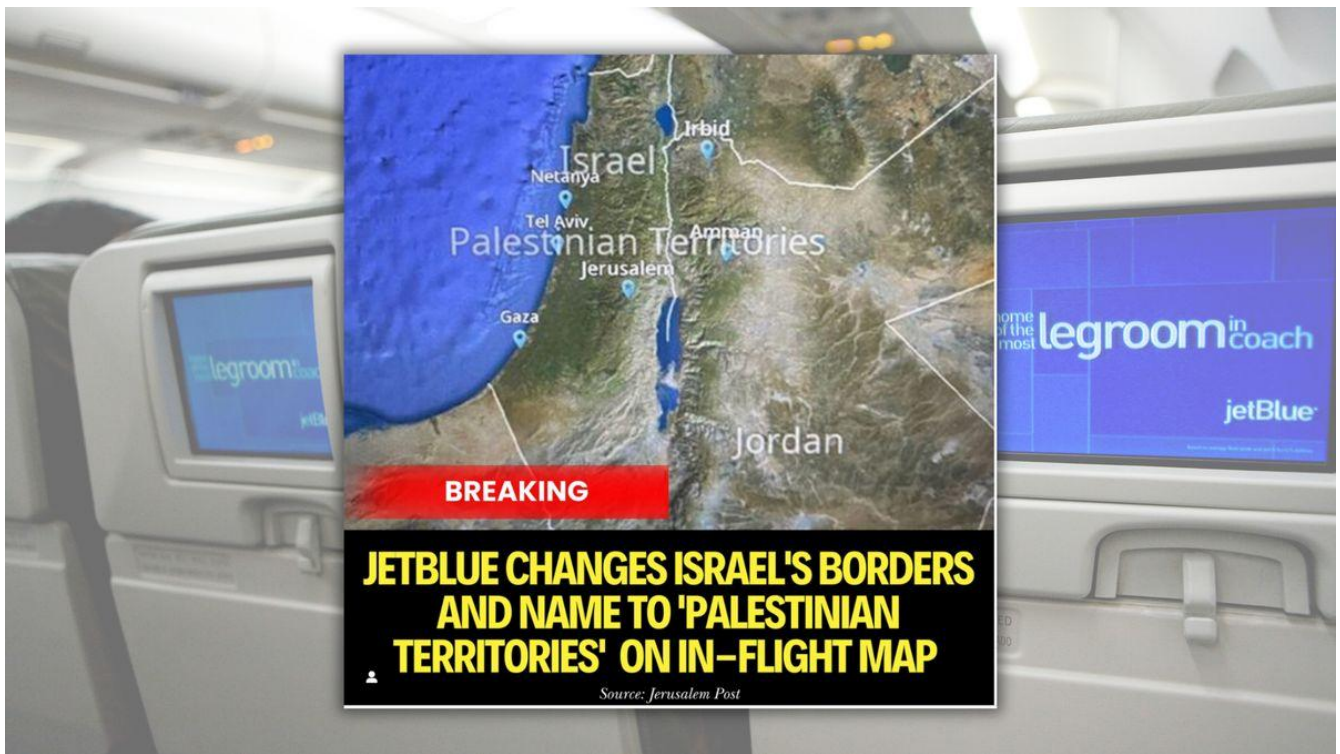 Irbid
Israel
Netanya
Tel Aviv
Amman
Palestinian Territories
Jerusalem
Gaza
Jordan
BREAKING
JETBLUE CHANGES ISRAEL'S BORDERS
AND NAME TO 'PALESTINIAN
TERRITORIES' ON IN-FLIGHT MAP
Source: Jerusalem Post
legroom
jetBlue
home
of the
most
legroom in
coach
jetBlue